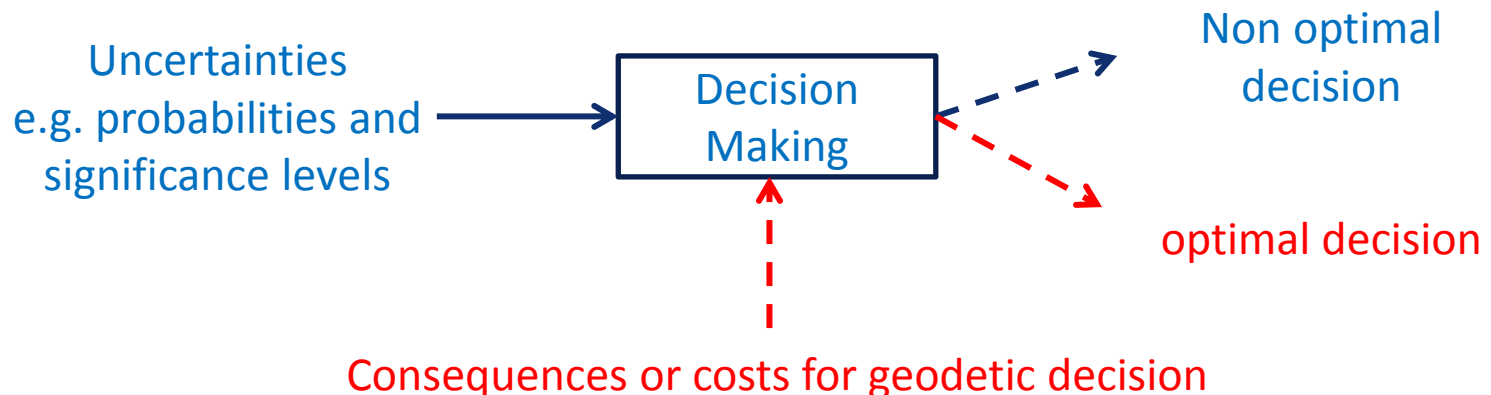 Uncertainties
e.g. probabilities and
significance levels
Decision
Making
Non optimal
decision
optimal decision
Consequences or costs for geodetic decision